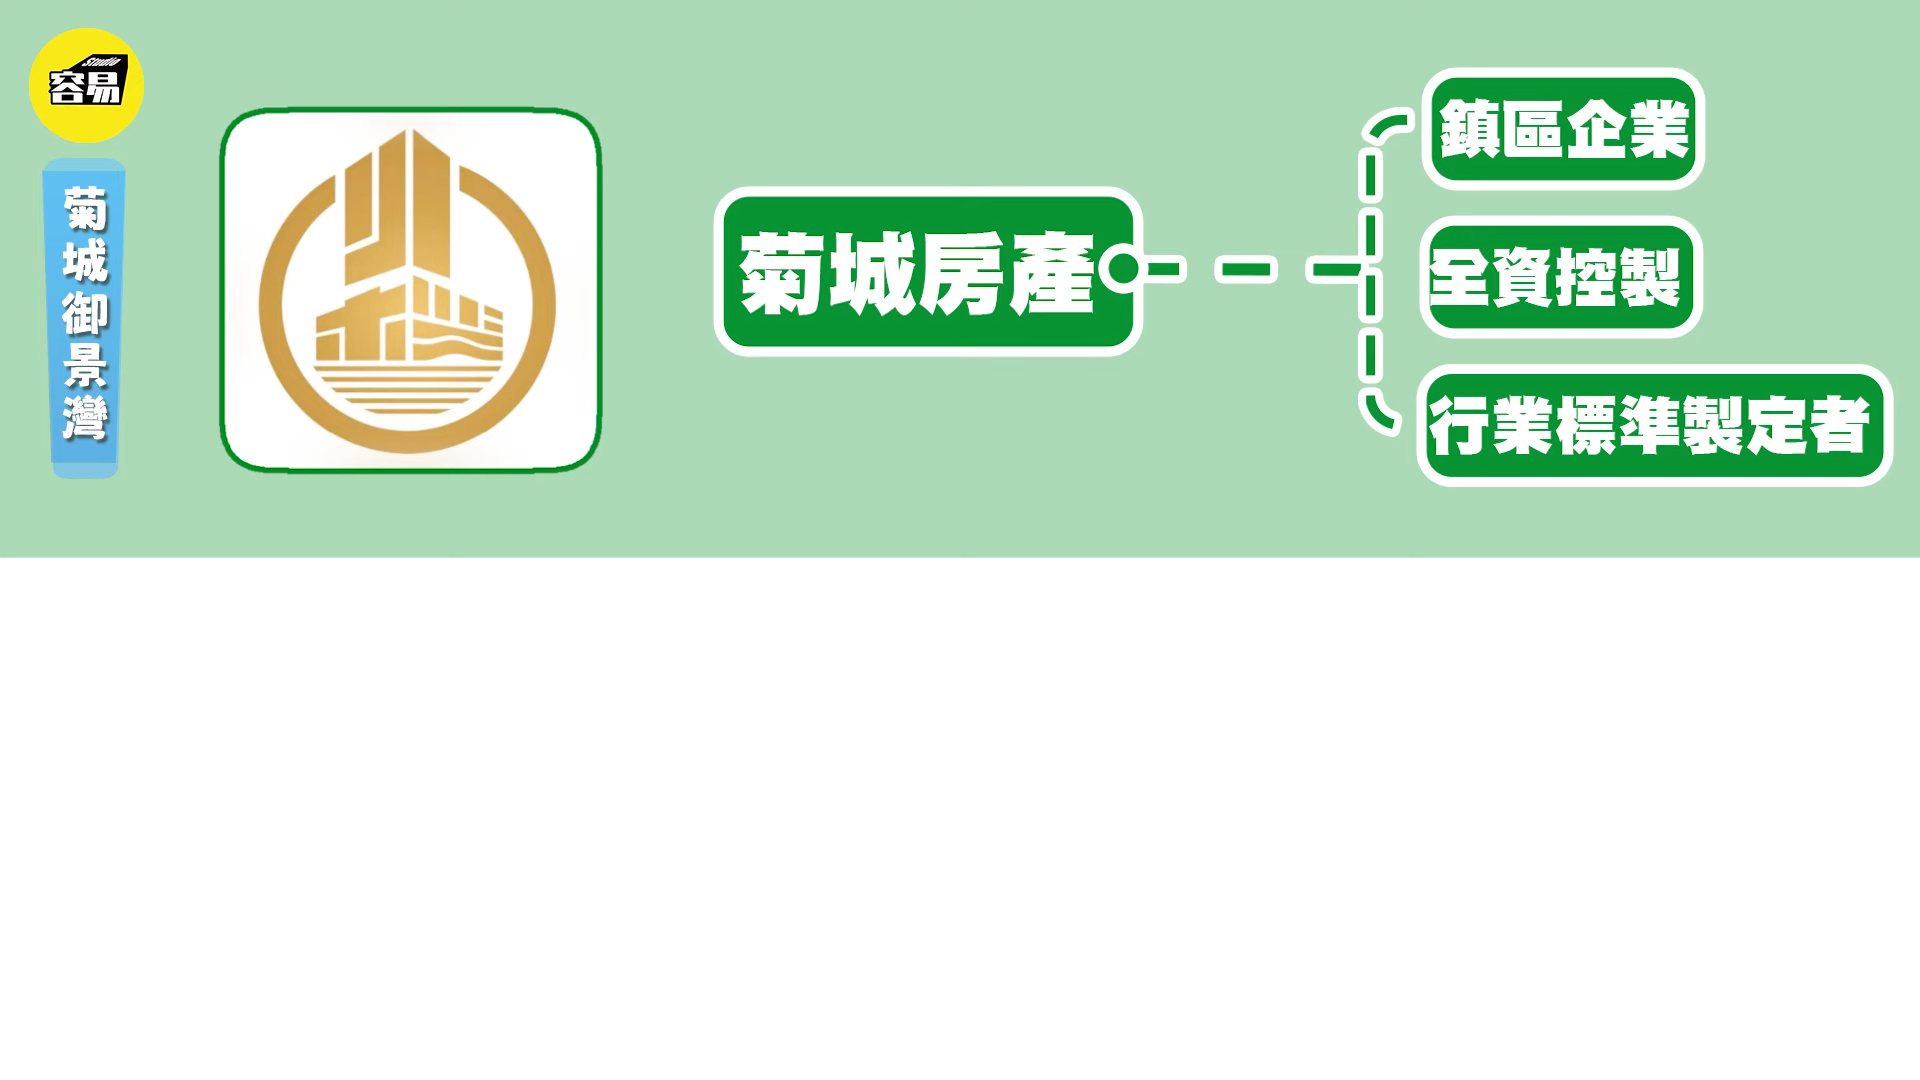 Studio
容易
菊城御景灣
菊城房產
鎮區企業
全資控製
行業標準製定者